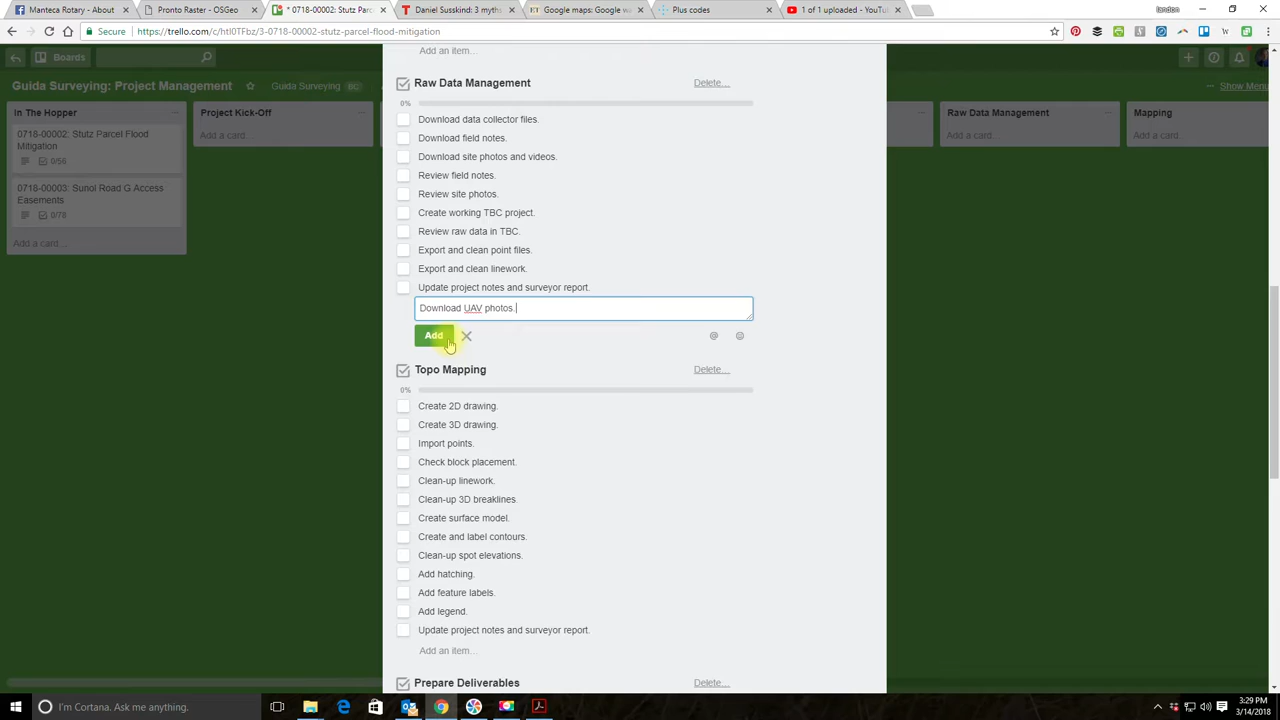 Manteca Rotary - About
Pronto Raster - OSGeo
* 0718-00002: Stutz Parc
Daniel Susskind: 3 myths
Google maps: Google wa
Plus codes
1 of 1 uploaded - YouTu
london
Secure
https://trello.com/c/htl0TFbz/3-0718-00002-stutz-parcel-flood-mitigation
Boards
Guida Surveying: Project Management
Guida Surveying
BC
Show Menu
In The Hopper
Project Kick-Off
Raw Data Management
Mapping
0718-00002: Stutz Parcel Flood
Mitigation
0/56
0718-00003: Sunol Road G Access
Easements
0/78
Add a card...
Add a card...
Add a card...
Add a card...
Add an item...
Raw Data Management
Delete...
0%
Download data collector files.
Download field notes.
Download site photos and videos.
Review field notes.
Review site photos.
Create working TBC project.
Review raw data in TBC.
Export and clean point files.
Export and clean linework.
Update project notes and surveyor report.
Download UAV photos.
Add
@
Topo Mapping
Delete...
0%
Create 2D drawing.
Create 3D drawing.
Import points.
Check block placement.
Clean-up linework.
Clean-up 3D breaklines.
Create surface model.
Create and label contours.
Clean-up spot elevations.
Add hatching.
Add feature labels.
Add legend.
Update project notes and surveyor report.
Add an item...
Prepare Deliverables
Delete...
I'm Cortana. Ask me anything.
3:29 PM
3/14/2018